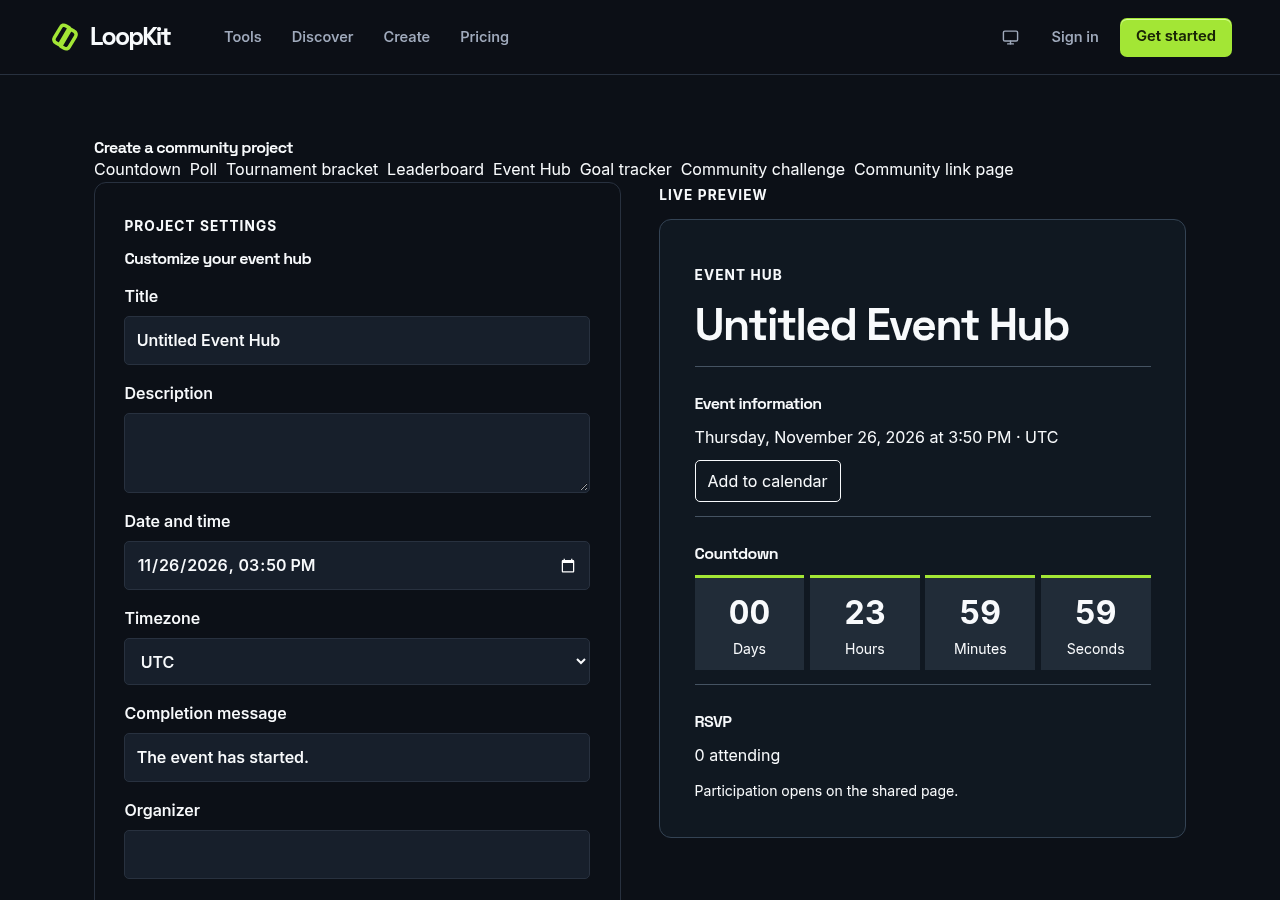 LoopKit
Tools
Discover
Create
Pricing
Sign in
Get started
Create a community project
Countdown Poll Tournament bracket Leaderboard Event Hub Goal tracker Community challenge Community link page
PROJECT SETTINGS
Customize your event hub
Title
Untitled Event Hub
Description
Date and time
11/26/2026, 03:50 PM
Timezone
UTC
Completion message
The event has started.
Organizer
LIVE PREVIEW
EVENT HUB
Untitled Event Hub
Event information
Thursday, November 26, 2026 at 3:50 PM · UTC
Add to calendar
Countdown
00 23 59 59
Days Hours Minutes Seconds
RSVP
0 attending
Participation opens on the shared page.